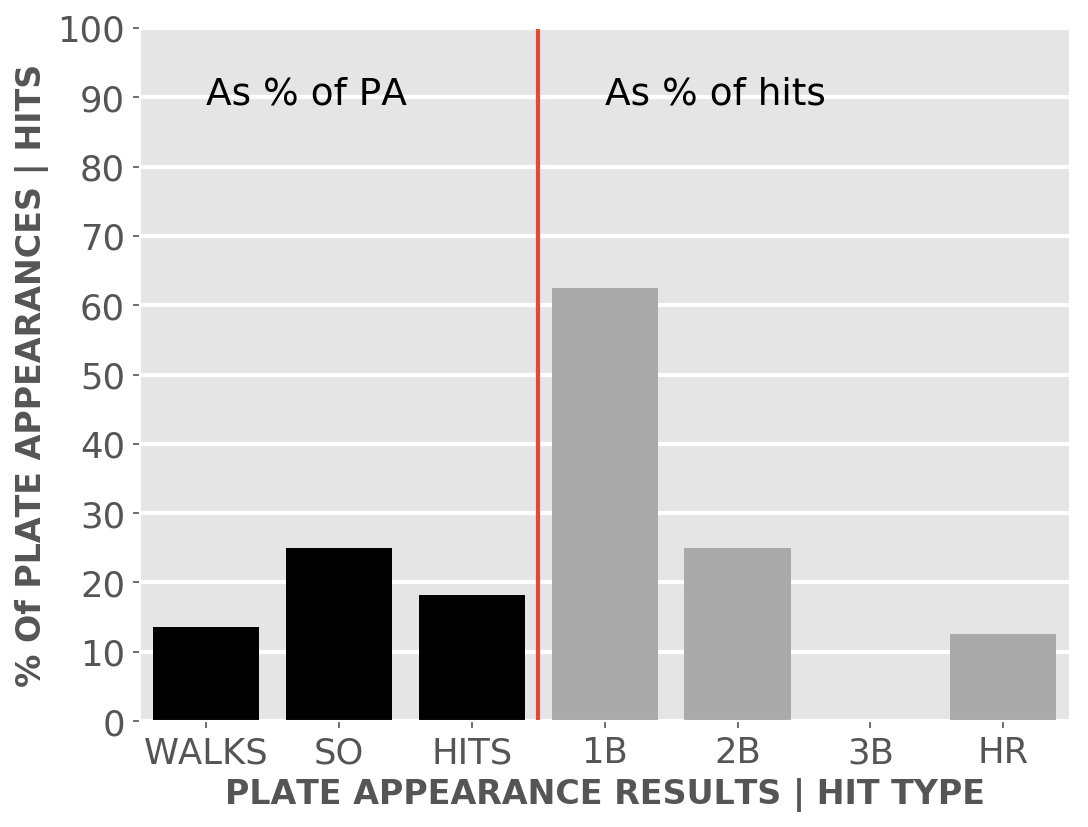 % Of PLATE APPEARANCES | HITS
100
90
80
70
60
50
40
30
20
10
0
As % of PA
As % of hits
WALKS SO HITS 1B 2B 3B HR
PLATE APPEARANCE RESULTS | HIT TYPE